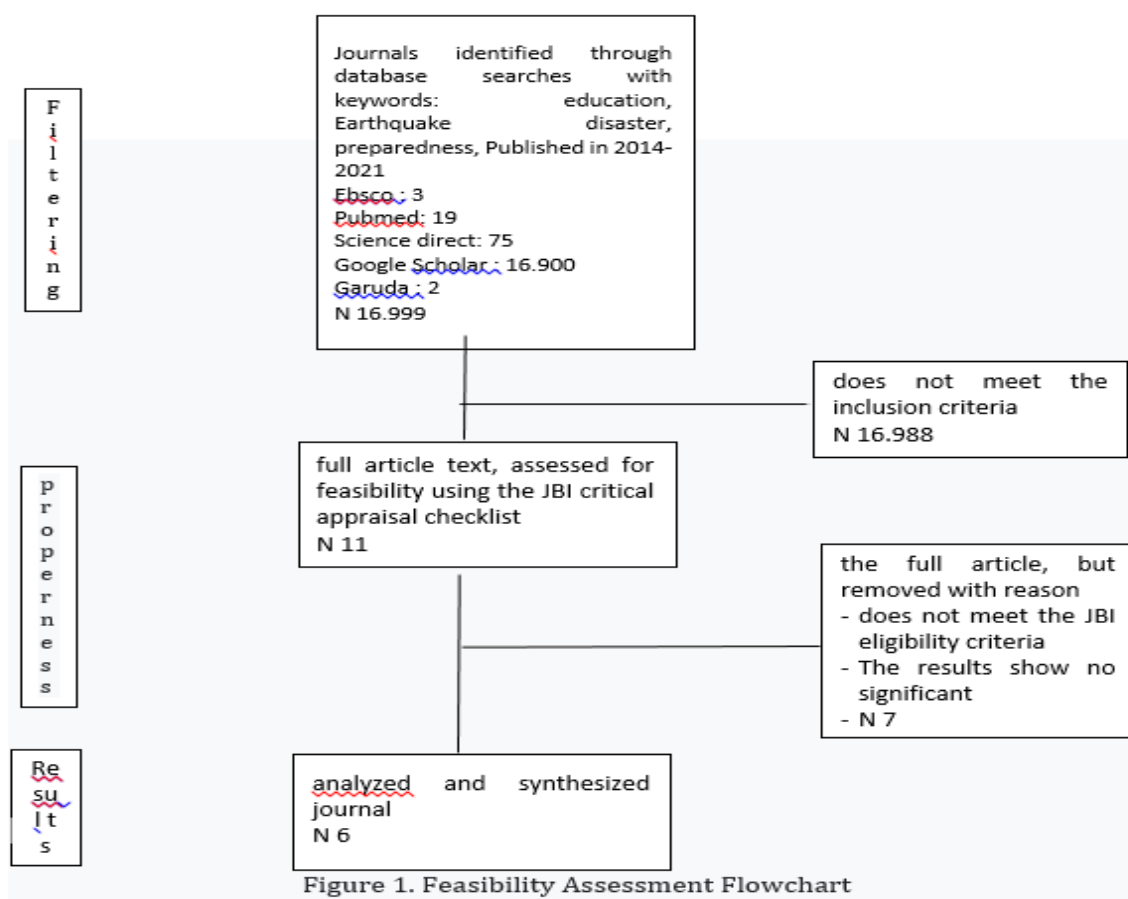 Filtering
Journals identified through
database searches with
keywords: education,
Earthquake disaster,
preparedness, Published in 2014-
2021
Ebsco : 3
Pubmed: 19
Science direct: 75
Google Scholar : 16.900
Garuda : 2
N 16.999
does not meet the
inclusion criteria
N 16.988
properness
full article text, assessed for
feasibility using the JBI critical
appraisal checklist
N 11
the full article, but
removed with reason
- does not meet the JBI
eligibility criteria
- The results show no
significant
- N 7
Re
su
lt
s
analyzed and synthesized
journal
N 6
Figure 1. Feasibility Assessment Flowchart